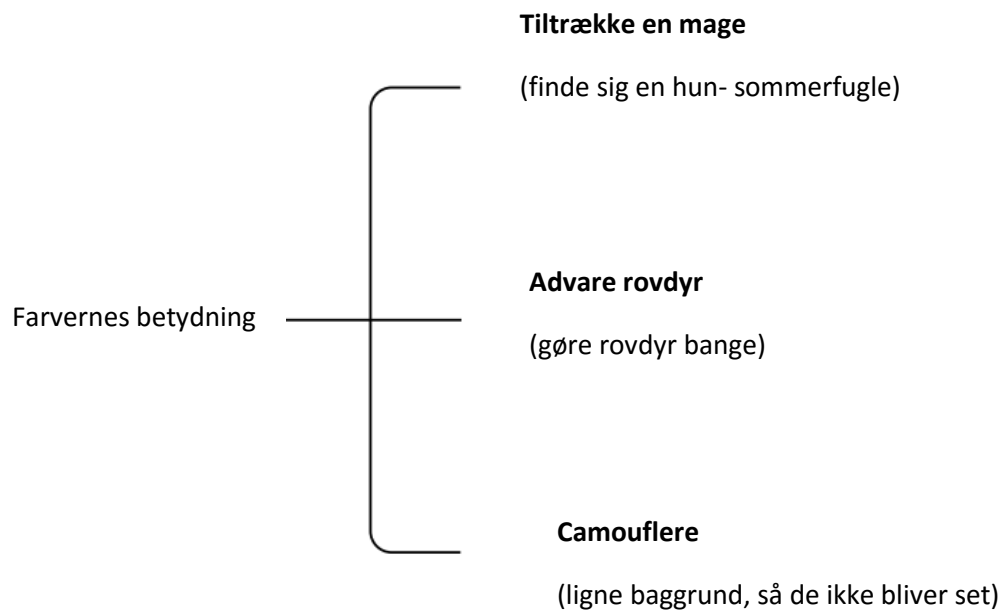 Tiltrække en mage
(finde sig en hun- sommerfugle)
Advare rovdyr
Farvernes betydning
(gøre rovdyr bange)
Camouflere
(ligne baggrund, så de ikke bliver set)